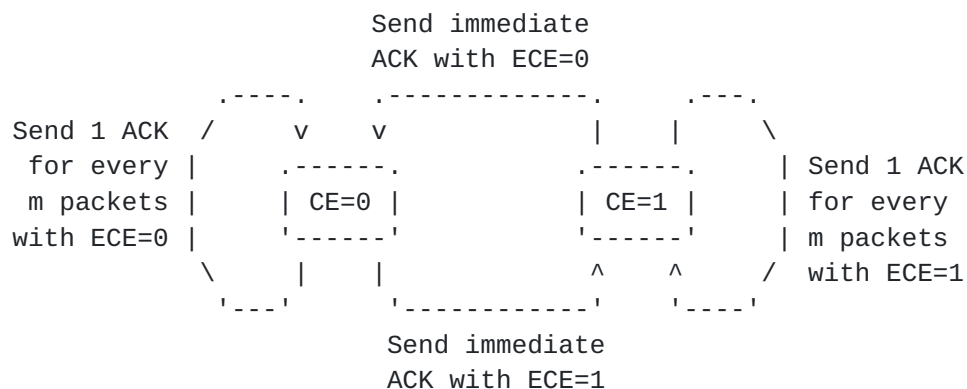 Send immediate
ACK with ECE=0
Send 1 ACK
for every
m packets
with ECE=0
CE=0
CE=1
Send 1 ACK
for every
m packets
with ECE=1
Send immediate
ACK with ECE=1